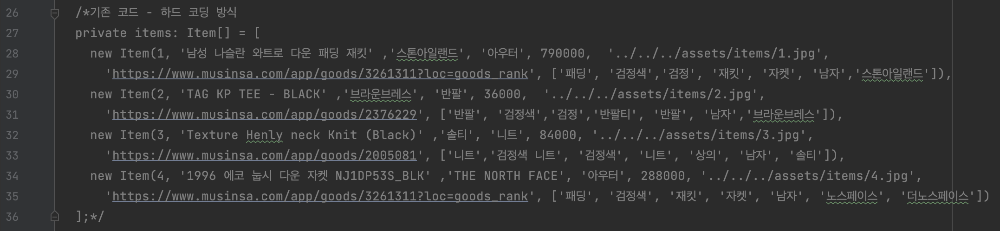 26 /*기존 코드 - 하드 코딩 방식
27 private items: Item[] = [
28 new Item(1, '남성 나슬란 와트로 다운 패딩 재킷' ,'스톤아일랜드', '아우터', 790000,  '../../../assets/items/1.jpg',
29 'https://www.musinsa.com/app/goods/3261311?loc=goods_rank', ['패딩', '검정색','검정', '재킷', '자켓', '남자','스톤아일랜드']),
30 new Item(2, 'TAG KP TEE - BLACK' ,'브라운브레스', '반팔', 36000,  '../../../assets/items/2.jpg',
31 'https://www.musinsa.com/app/goods/2376229', ['반팔', '검정색','검정','반팔티', '반팔', '남자','브라운브레스']),
32 new Item(3, 'Texture Henly neck Knit (Black)' ,'솔티', '니트', 84000, '../../../assets/items/3.jpg',
33 'https://www.musinsa.com/app/goods/2005081', ['니트','검정색 니트', '검정색', '니트', '상의', '남자', '솔티']),
34 new Item(4, '1996 에코 눕시 다운 자켓 NJ1DP53S_BLK' ,'THE NORTH FACE', '아우터', 288000, '../../../assets/items/4.jpg',
35 'https://www.musinsa.com/app/goods/3261311?loc=goods_rank', ['패딩', '검정색', '재킷', '자켓', '남자', '노스페이스', '더노스페이스'])
36 ];*/